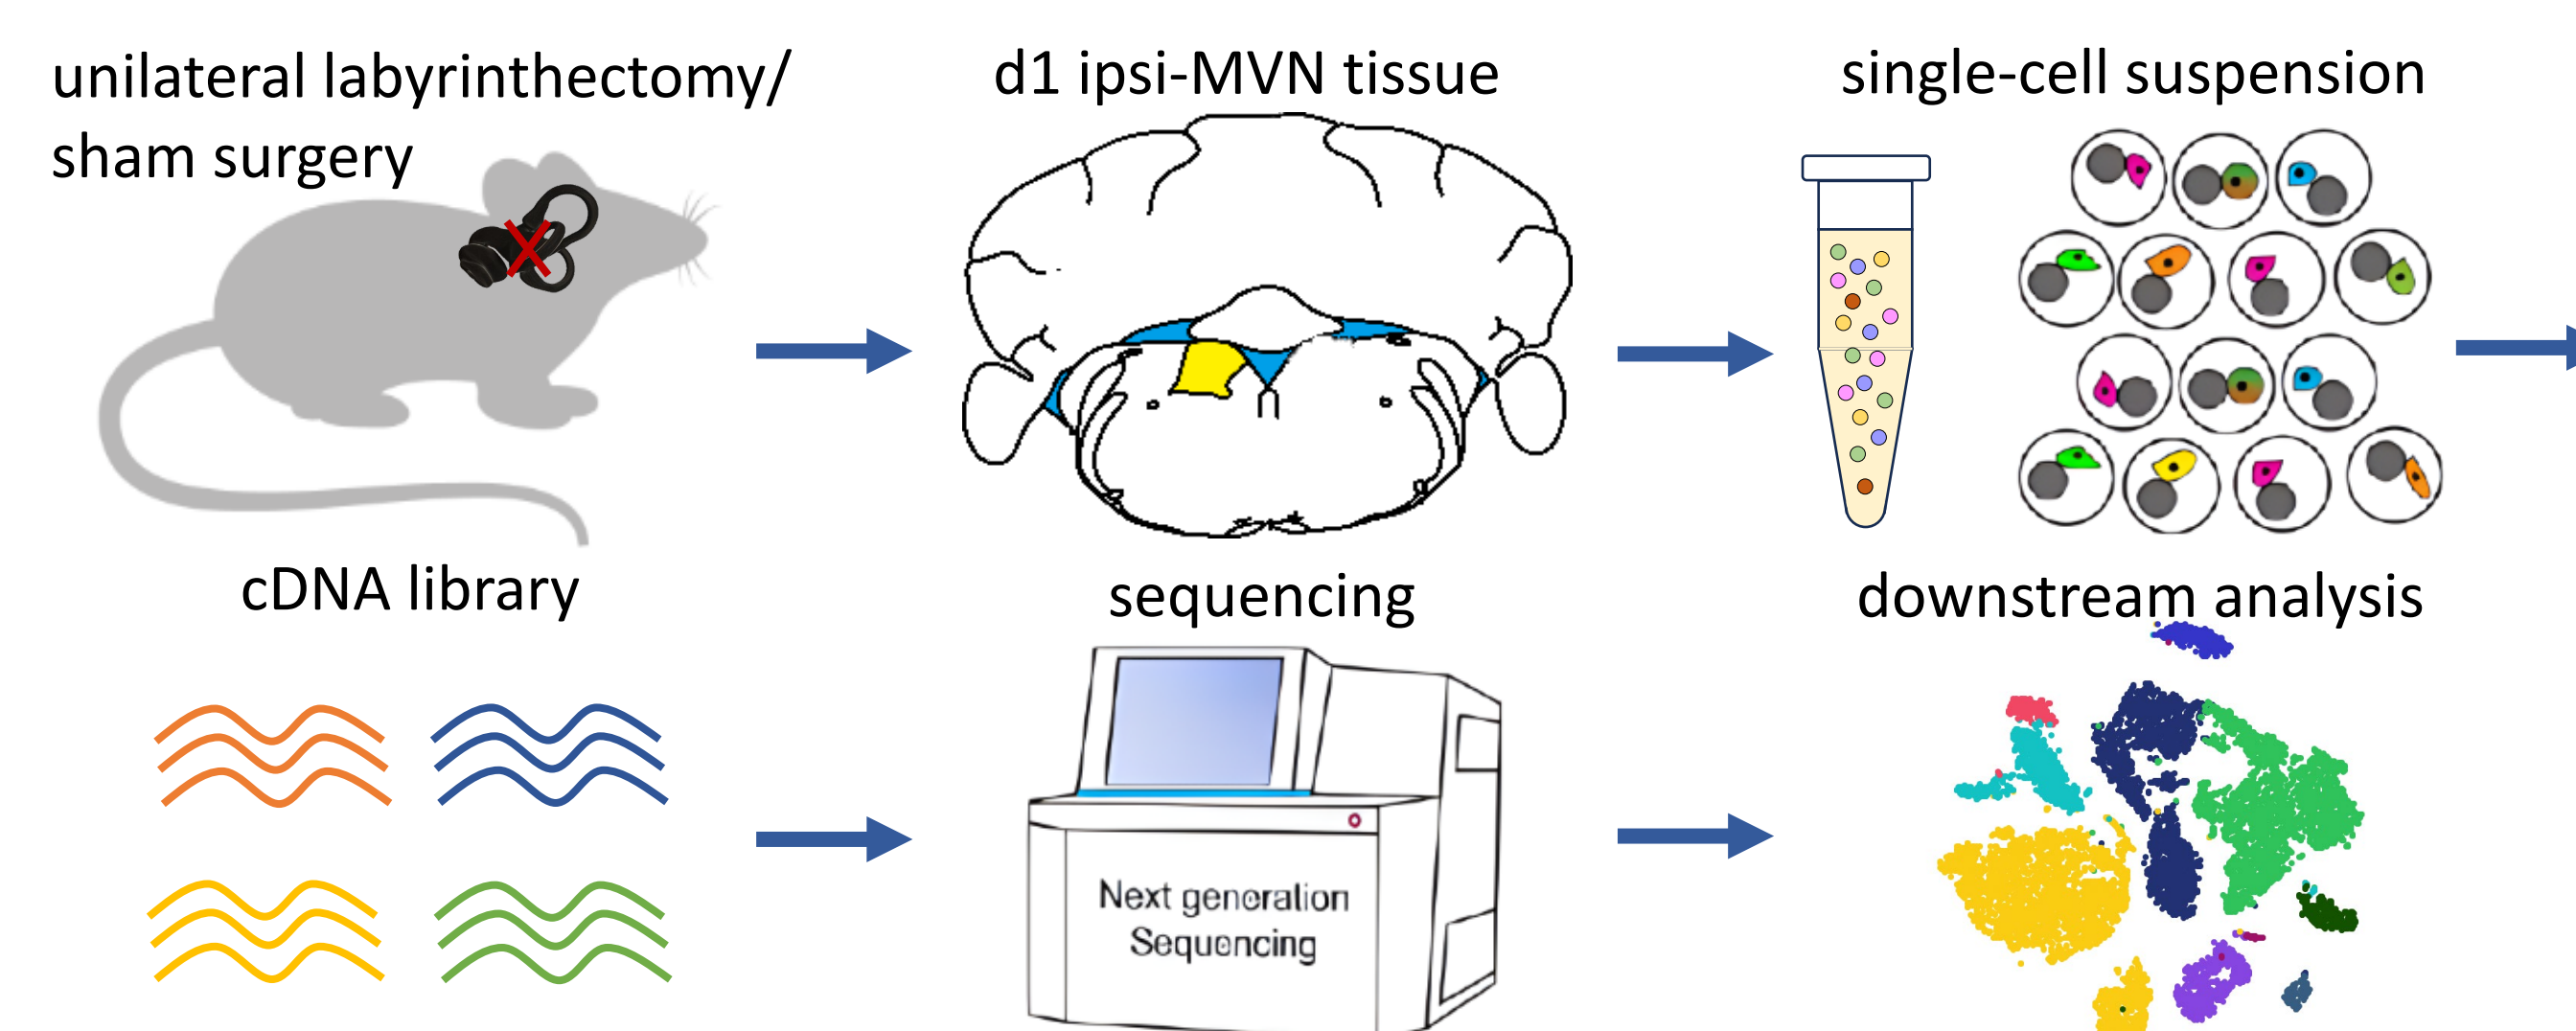 unilateral labyrinthectomy/
sham surgery
d1 ipsi-MVN tissue
single-cell suspension
cDNA library
sequencing
Next generation
Sequencing
downstream analysis